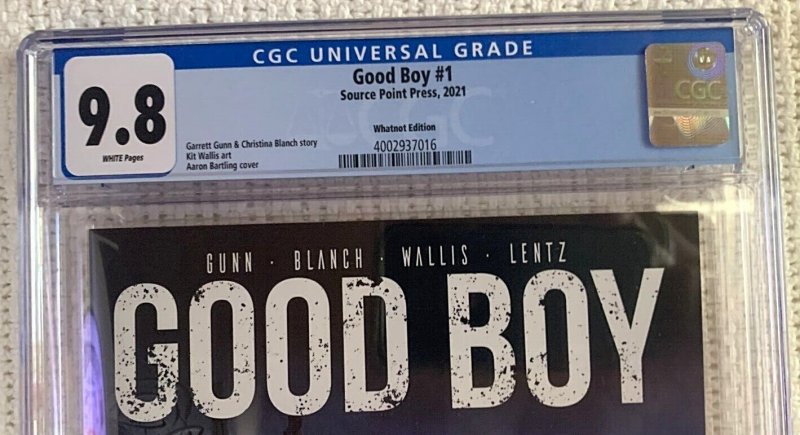 CGC UNIVERSAL GRADE
9.8
WHITE Pages
Good Boy #1
Source Point Press, 2021
Whatnot Edition
Garrett Gunn & Christina Blanch story
Kit Wallis art
Aaron Bartling cover
4002937016
CGC
CGC
GUNN · BLANCH · WALLIS · LENTZ
GOOD BOY